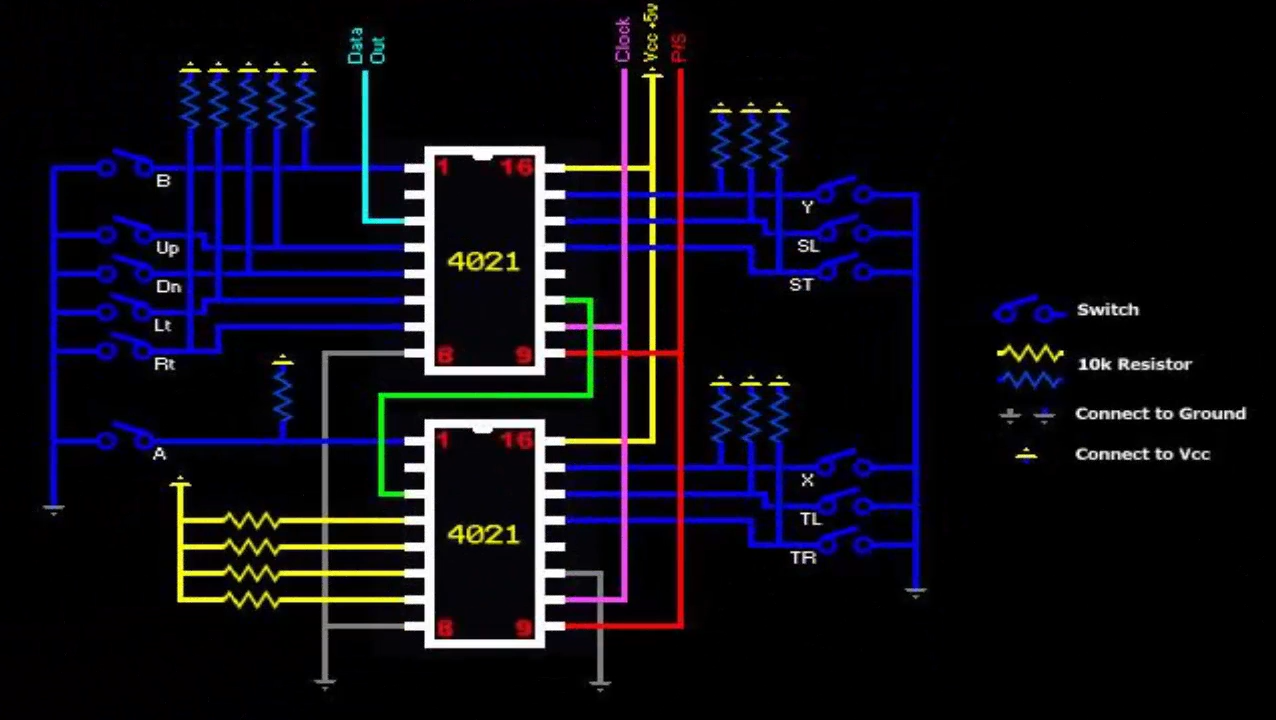 Data
Out
Clock
Vcc +5v
P/S
B
Up
Dn
Lt
Rt
A
1 16
4021
8 9
1 16
4021
8 9
Y
SL
ST
X
TL
TR
Switch
10k Resistor
Connect to Ground
Connect to Vcc